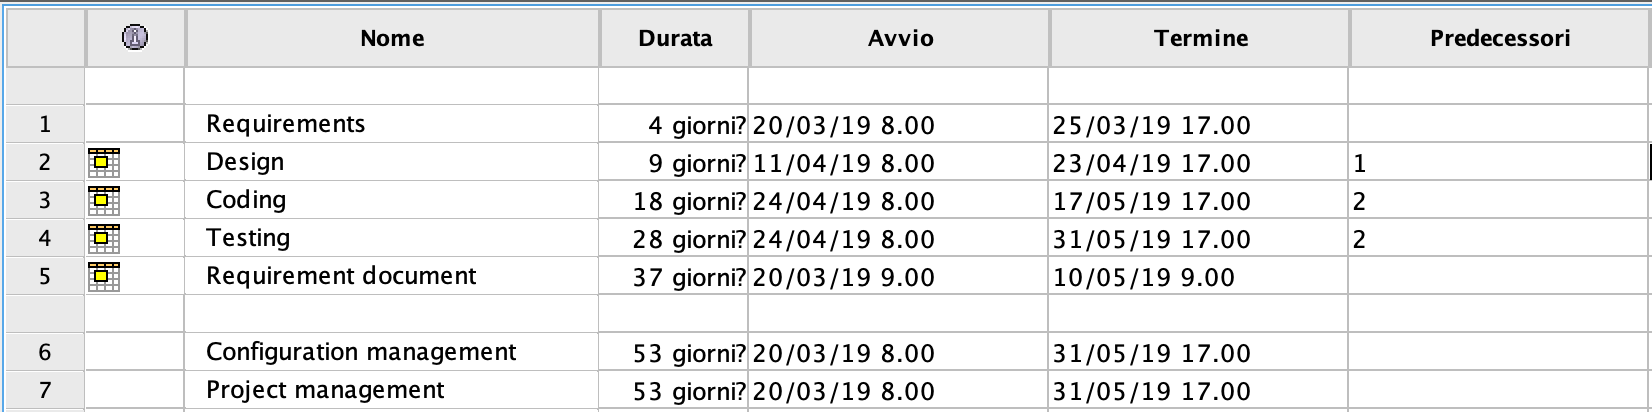 Nome Durata Avvio Termine Predecessori
1 Requirements 4 giorni? 20/03/19 8.00 25/03/19 17.00
2 Design 9 giorni? 11/04/19 8.00 23/04/19 17.00 1
3 Coding 18 giorni? 24/04/19 8.00 17/05/19 17.00 2
4 Testing 28 giorni? 24/04/19 8.00 31/05/19 17.00 2
5 Requirement document 37 giorni? 20/03/19 9.00 10/05/19 9.00
6 Configuration management 53 giorni? 20/03/19 8.00 31/05/19 17.00
7 Project management 53 giorni? 20/03/19 8.00 31/05/19 17.00